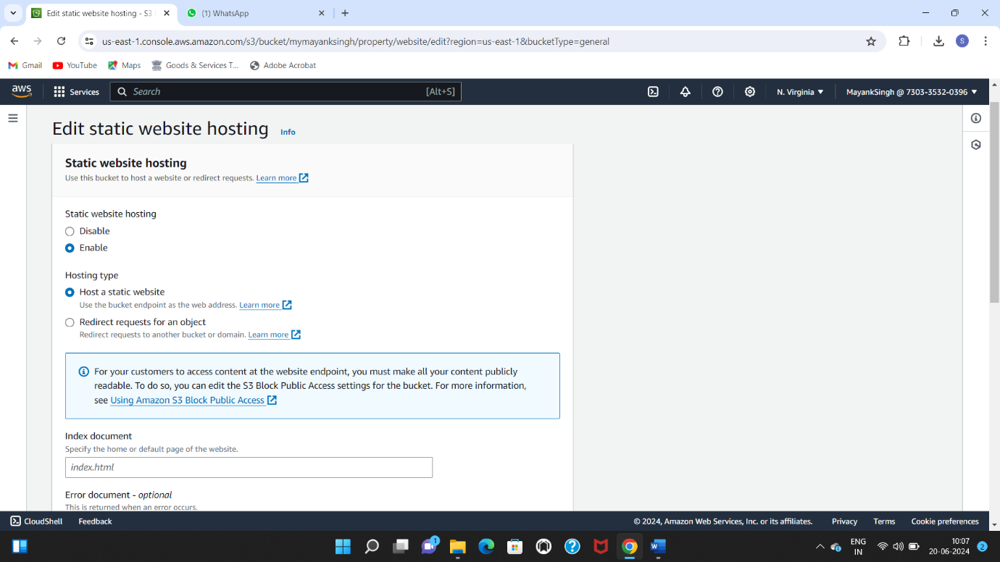 Edit static website hosting - S3
(1) WhatsApp
us-east-1.console.aws.amazon.com/s3/bucket/mymayanksingh/property/website/edit?region=us-east-1&bucketType=general
S
Gmail
YouTube
Maps
Goods & Services T...
Adobe Acrobat
aws
Services
Search
[Alt+S]
N. Virginia
MayankSingh @ 7303-3532-0396
Edit static website hosting Info
Static website hosting
Use this bucket to host a website or redirect requests. Learn more
Static website hosting
Disable
Enable
Hosting type
Host a static website
Use the bucket endpoint as the web address. Learn more
Redirect requests for an object
Redirect requests to another bucket or domain. Learn more
For your customers to access content at the website endpoint, you must make all your content publicly
readable. To do so, you can edit the S3 Block Public Access settings for the bucket. For more information,
see Using Amazon S3 Block Public Access
Index document
Specify the home or default page of the website.
index.html
Error document - optional
This is returned when an error occurs.
CloudShell
Feedback
© 2024, Amazon Web Services, Inc. or its affiliates.
Privacy
Terms
Cookie preferences
1
W
ENG
IN
10:07
20-06-2024
2